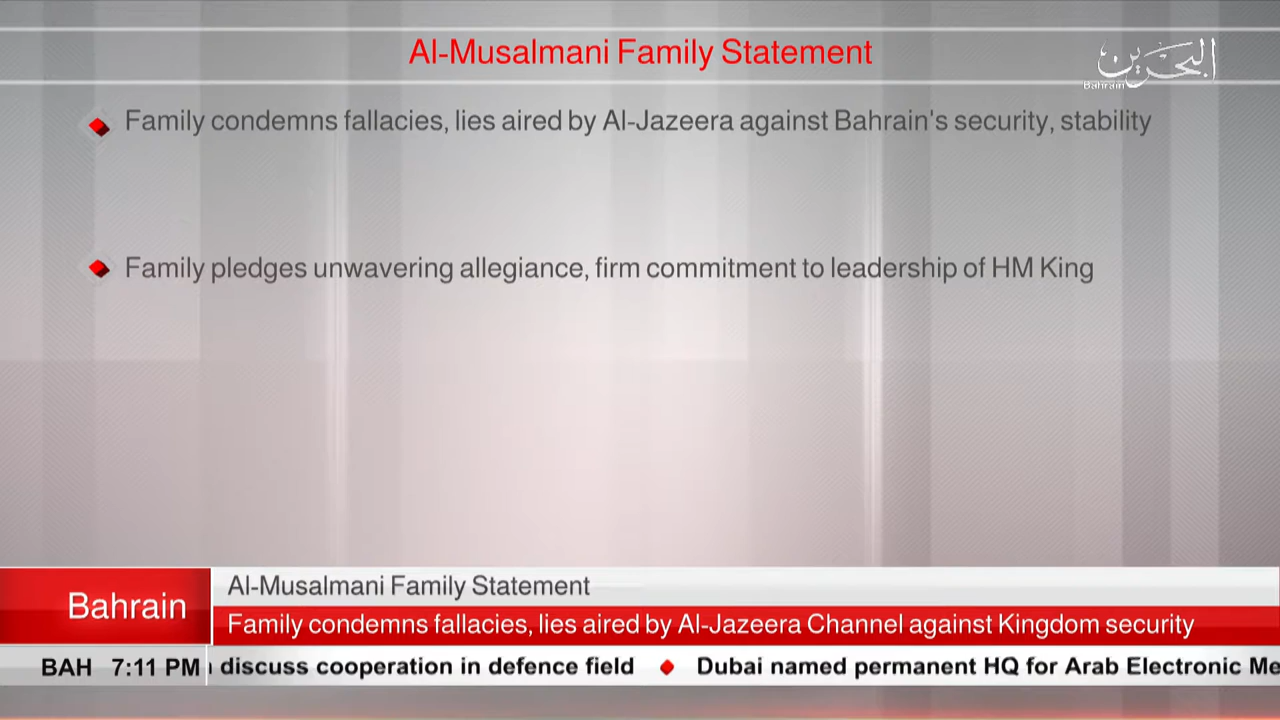 Al-Musalmani Family Statement
البحرين
Bahrain
Family condemns fallacies, lies aired by Al-Jazeera against Bahrain's security, stability
Family pledges unwavering allegiance, firm commitment to leadership of HM King
Bahrain
Al-Musalmani Family Statement
Family condemns fallacies, lies aired by Al-Jazeera Channel against Kingdom security
BAH 7:11 PM discuss cooperation in defence field Dubai named permanent HQ for Arab Electronic Me